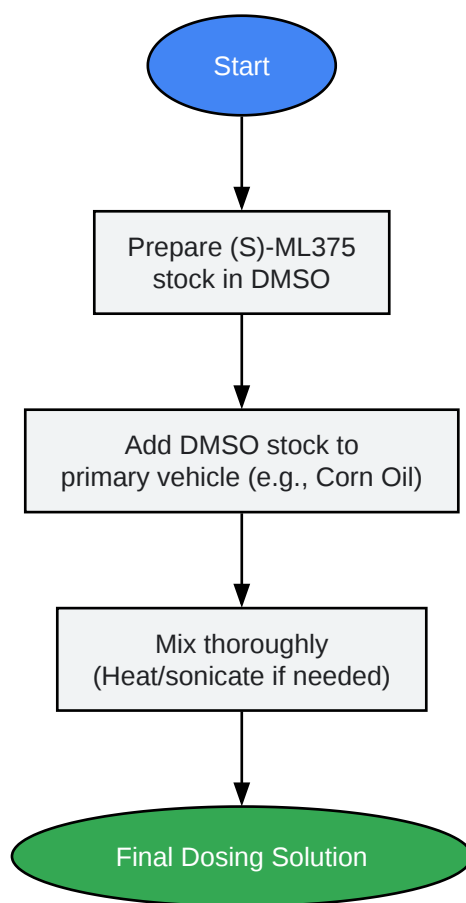 Start
Prepare (S)-ML375
stock in DMSO
Add DMSO stock to
primary vehicle (e.g., Corn Oil)
Mix thoroughly
(Heat/sonicate if needed)
Final Dosing Solution